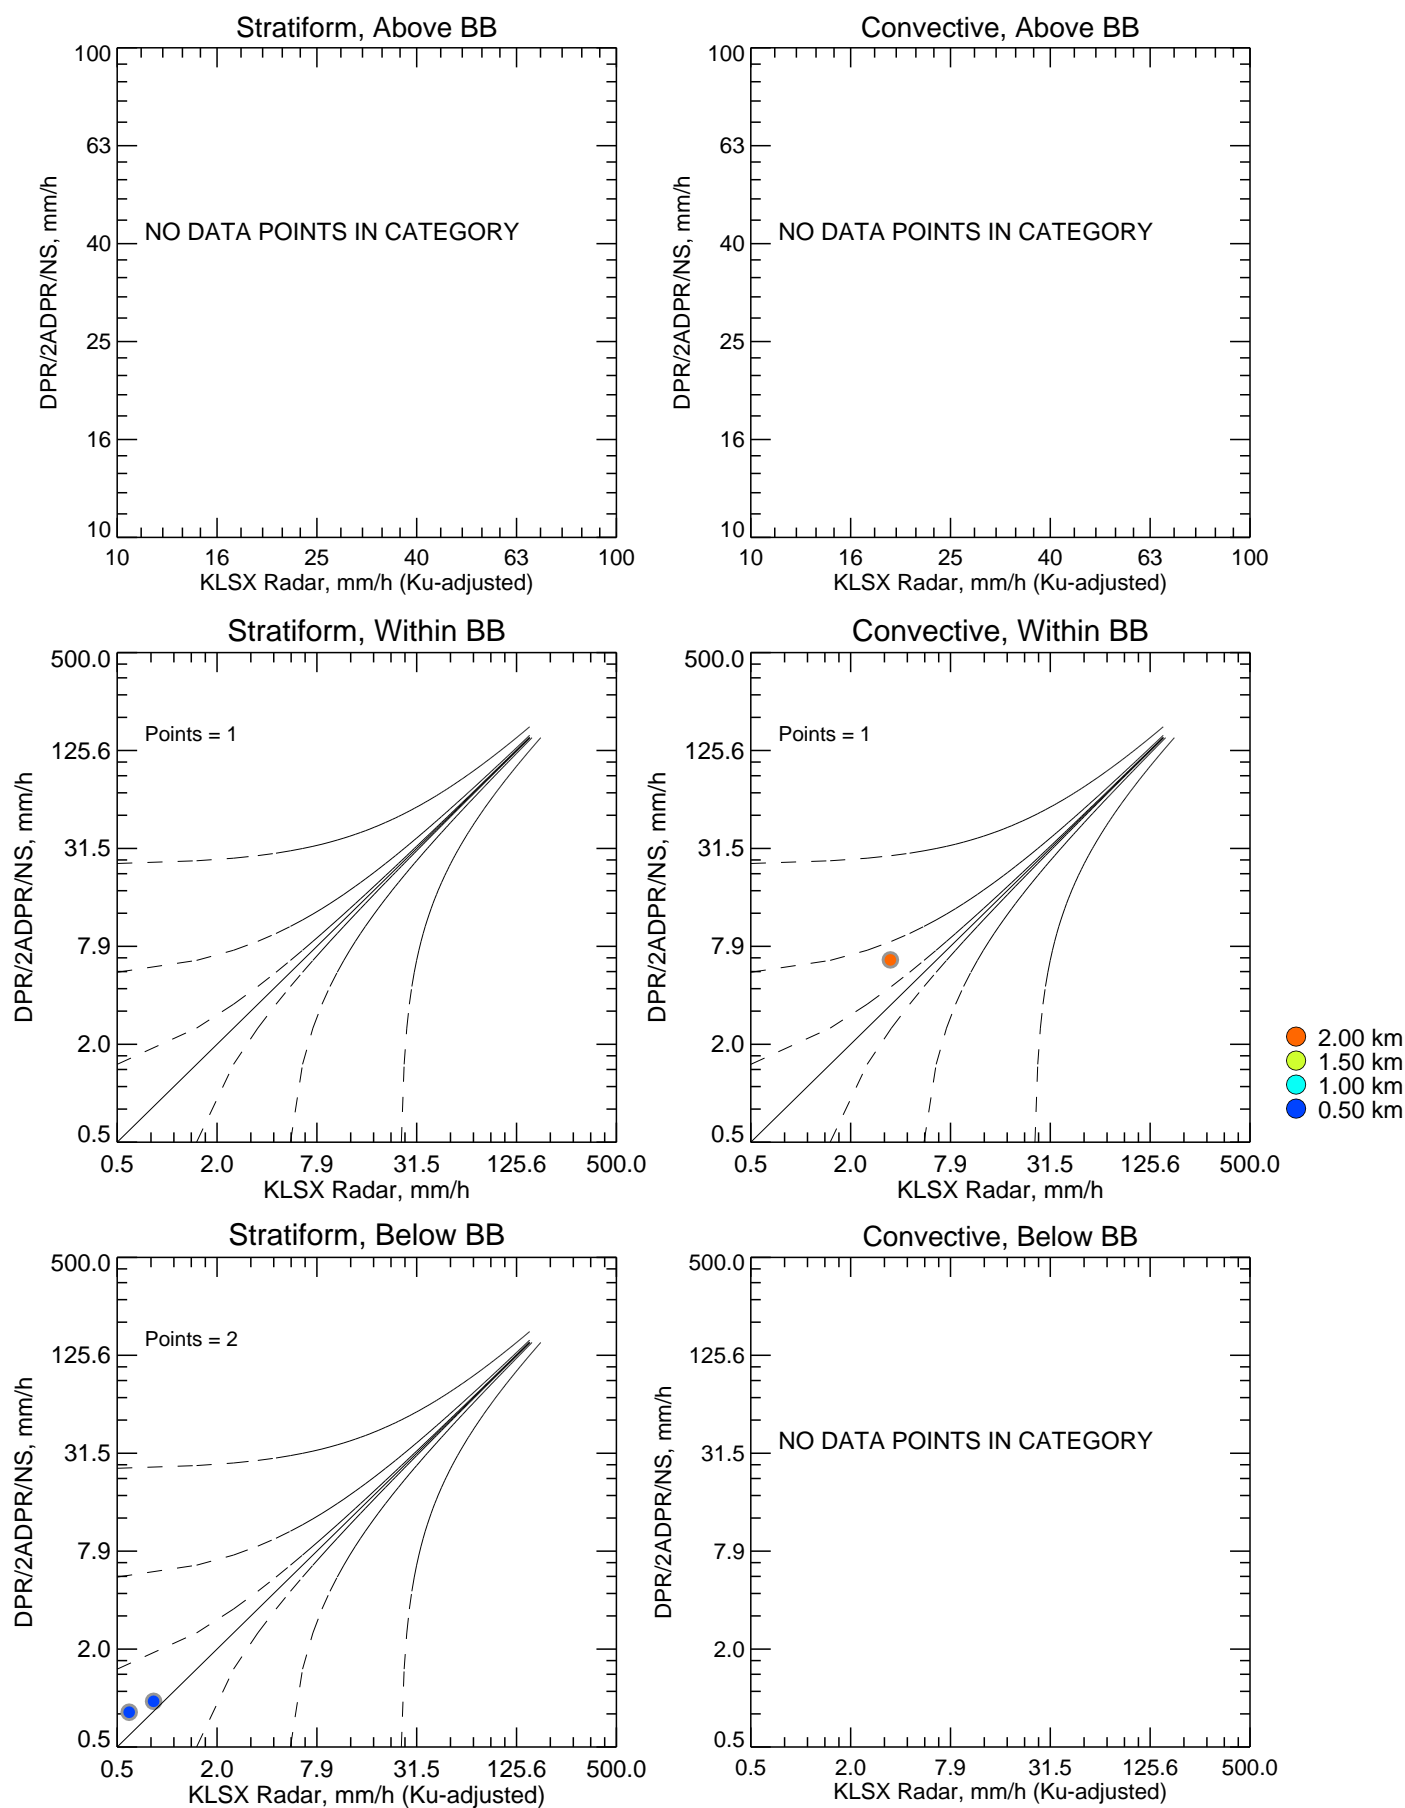 Stratiform, Above BB
100
63
40
25
16
10
DPR/2ADPR/NS, mm/h
NO DATA POINTS IN CATEGORY
10 16 25 40 63 100
KLSX Radar, mm/h (Ku-adjusted)
Convective, Above BB
100
63
40
25
16
10
DPR/2ADPR/NS, mm/h
NO DATA POINTS IN CATEGORY
10 16 25 40 63 100
KLSX Radar, mm/h (Ku-adjusted)
Stratiform, Within BB
500.0
125.6
31.5
7.9
2.0
0.5
DPR/2ADPR/NS, mm/h
Points = 1
0.5 2.0 7.9 31.5 125.6 500.0
KLSX Radar, mm/h
Convective, Within BB
500.0
125.6
31.5
7.9
2.0
0.5
DPR/2ADPR/NS, mm/h
Points = 1
0.5 2.0 7.9 31.5 125.6 500.0
KLSX Radar, mm/h
2.00 km
1.50 km
1.00 km
0.50 km
Stratiform, Below BB
500.0
125.6
31.5
7.9
2.0
0.5
DPR/2ADPR/NS, mm/h
Points = 2
0.5 2.0 7.9 31.5 125.6 500.0
KLSX Radar, mm/h (Ku-adjusted)
Convective, Below BB
500.0
125.6
31.5
7.9
2.0
0.5
DPR/2ADPR/NS, mm/h
NO DATA POINTS IN CATEGORY
0.5 2.0 7.9 31.5 125.6 500.0
KLSX Radar, mm/h (Ku-adjusted)